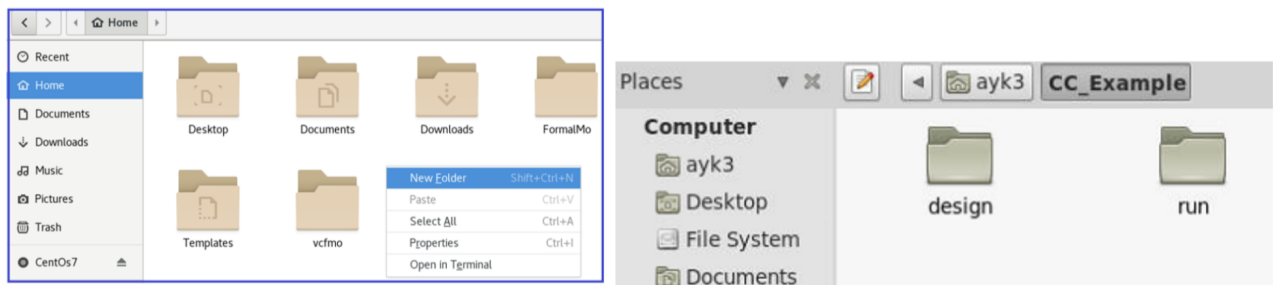 Home
Recent
Home
Documents
Downloads
Music
Pictures
Trash
CentOs7
Desktop
Documents
Downloads
FormalMo
Templates
vcfmo
New Folder Shift+Ctrl+N
Paste Ctrl+V
Select All Ctrl+A
Properties Ctrl+I
Open in Terminal
Places
ayk3 CC_Example
Computer
ayk3
Desktop
File System
Documents
design
run